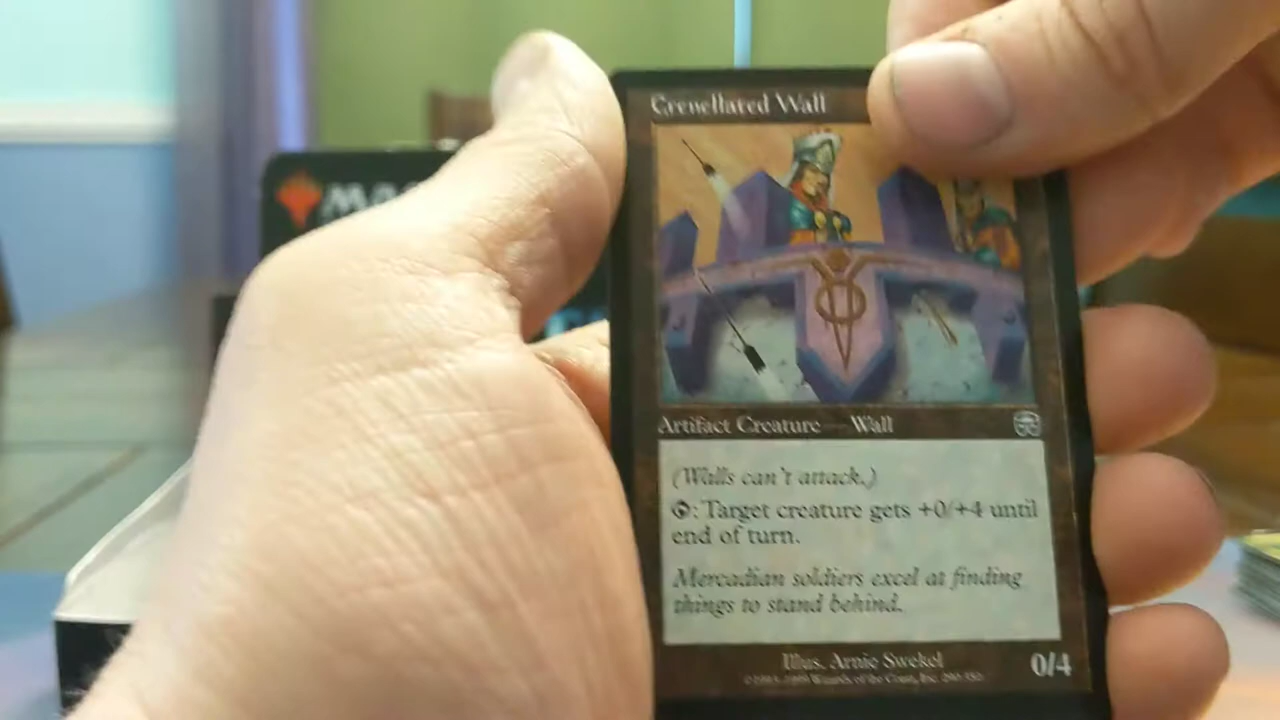 MA
Crenellated Wall
Artifact Creature — Wall
(Walls can't attack.)
: Target creature gets +0/+4 until
end of turn.
Mercadian soldiers excel at finding
things to stand behind.
Illus. Arnie Swekel
0/4